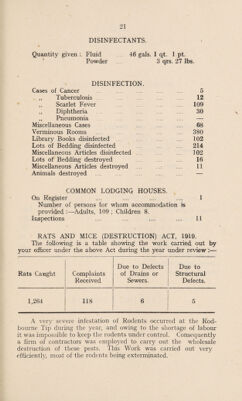 21
DISINFECTANTS.
Quantity given : Fluid ... 46 gals. 1 qt. 1 pt.
Powder ... 3 qrs. 27 lbs.
DISINFECTION.
Cases of Cancer ... 5
,, Tuberculosis ... 12
,, Scarlet Fever ... 109
,, Diphtheria ... 30
,, Pneumonia ... —
Miscellaneous Cases ... 68
Verminous Rooms ... 380
Library Books disinfected ... 102
Lots of Bedding disinfected ... 214
Miscellaneous Articles disinfected ... 102
Lots of Bedding destroyed ... 16
Miscellaneous Articles destroyed ... 11
Animals destroyed ...
COMMON LODGING HOUSES.
On Register ... 1
Number of persons for whom accommodation is
provided :—Adults, 109 ; Children 8.
Inspections ... 11
RATS AND MICE (DESTRUCTION) ACT, 1919.
The following is a table showing the work carried out by
your officer under the above Act during the year under review :—
Rats Caught | Complaints Received | Due to Defects of Drains or Sewers. | Due to Structural Defects.
1,264 | 118 | 6 | 5
A very severe infestation of Rodents occurred at the Rod-
bourne Tip during the year, and owing to the shortage of labour
it was impossible to keep the rodents under control. Consequently
a firm of contractors was employed to carry out the wholesale
destruction of these pests. This Work was carried out very
efficiently, most of the rodents being exterminated.